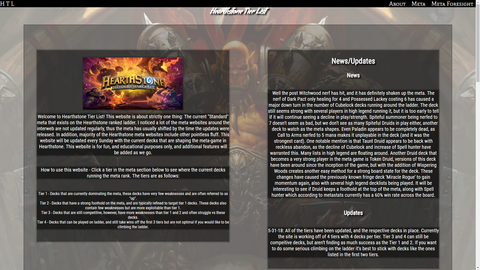 H T L
About Meta Meta Foresight
Hearthstone Tier List
HEARTHSTONE
Welcome to Hearthstone Tier List! This website is about strictly one thing: The current "Standard"
meta that exists on the Hearthstone ranked ladder. I noticed a lot of the meta websites around the
interweb are not updated regularly, thus the meta has usually shifted by the time the updates were
released. In addition, majority of the Hearthstone meta websites include other pointless fluff. This
website will be updated every Sunday with the current decks that are shaping the meta game in
Hearthstone. This website is for fun, and educational purposes only, and additional features will
be added as we go.
How to use this website - Click a tier in the meta section below to see where the current decks
running the meta rank. The tiers are as follows:
Tier 1 - Decks that are currently dominating the meta, these decks have very few weaknesses and are often referred to as
"op".
Tier 2 - Decks that have a strong foothold on the meta, and are typically refered to target tier 1 decks. These decks also
contain few weaknesses but are more exploitable than tier 1.
Tier 3 - Decks that are still competitive, however, have more weaknesses than tier 1 and 2 and often struggle vs these
decks.
Tier 4 - Decks that can be played on ladder, and still take wins off the first 3 tiers but are not optimal if you would like to be
climbing the ladder.
News/Updates
News
Well the post Witchwood nerf has hit, and it has definitely shaken up the meta. The
nerf of Dark Pact only healing for 4 and Possessed Lackey costing 6 has caused a
major down turn in the number of Cubelock decks running around the ladder. The deck
still seems strong with several players in high legend running it, but it is too early to tell
if it will continue seeing a decline in play/strength. Spiteful summoner being nerfed to
7 doesn't seem as bad, but we did see as many Spiteful Druids in play either, another
deck to watch as the meta shapes. Even Paladin appears to be completely dead, as
Call to Arms nerfed to 5 mana makes it unplayable in the deck (and it was the
strongest card). One notable mention is that Taunt Druid appears to be back with
reckless abandon, as the decline of Cubelock and increase of Spell hunter have
warranted this. Many lists in high legend are floating around. Another Druid deck that
becomes a very strong player in the meta game is Token Druid, versions of this deck
have been around since the inception of the game, but with the addition of Wispering
Woods creates another easy method for a strong board state for the deck. These
changes have caused the previously known fringe deck 'Miracle Rogue' to gain
momentum again, also with several high legend decklists being played. It will be
interesting to see if Druid keeps a foothold at the top of the meta, along with Spell
hunter which according to metastats currently has a 60% win rate across the board.
Updates
5-31-18: All of the tiers have been updated, and the respective decks in place. Currently
the site is working off of 4 tiers with 4 decks per tier. Tier 3 and 4 can still be
competive decks, but aren't finding as much success as the Tier 1 and 2. If you want
to do some serious climbing on the ladder it's best to stick with decks like the ones
listed in the first two tiers.